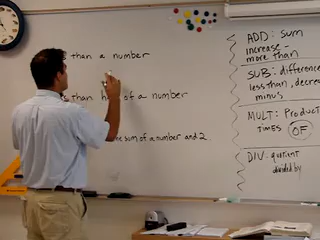 than a number
than half of a number
sum of a number and 2
ADD: sum
increase -
more than
SUB: difference
less than, decrea
minus
MULT: Product
TIMES OF
DIV: quotient
divided by